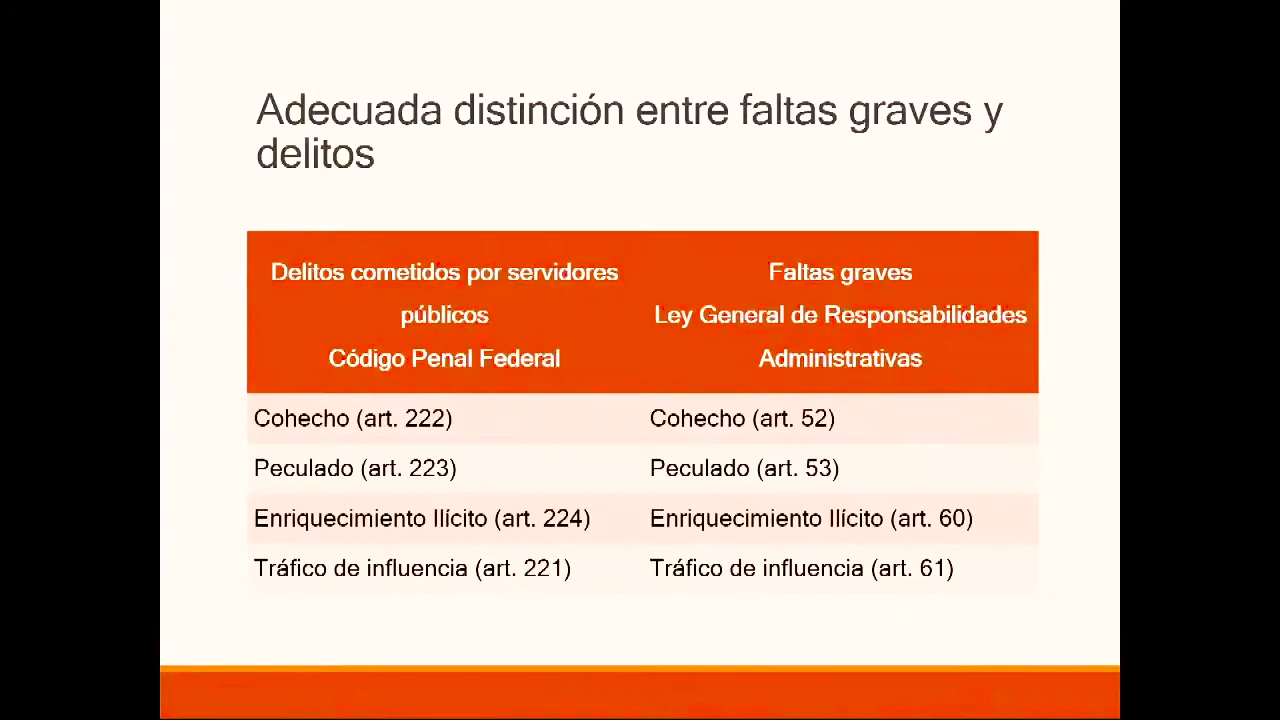 Adecuada distinción entre faltas graves y
delitos
Delitos cometidos por servidores
públicos
Código Penal Federal
Faltas graves
Ley General de Responsabilidades
Administrativas
Cohecho (art. 222)
Cohecho (art. 52)
Peculado (art. 223)
Peculado (art. 53)
Enriquecimiento Ilícito (art. 224)
Enriquecimiento Ilícito (art. 60)
Tráfico de influencia (art. 221)
Tráfico de influencia (art. 61)